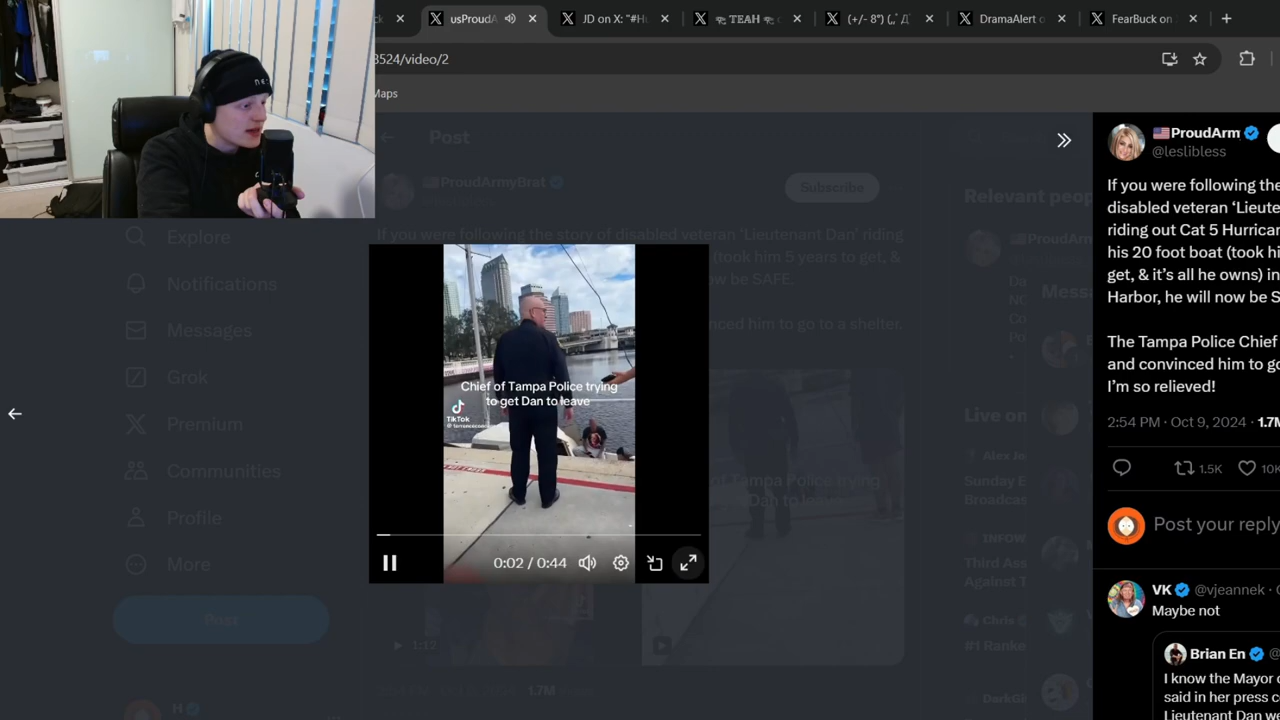 usProudA
JD on X: "#Hu
TEAH
(+/- 8°)
DramaAlert o
FearBuck on
3524/video/2
Maps
Post
ProudArmyBrat
Subscribe
Relevant peop
If you were following the story of disabled veteran ‘Lieutenant Dan’ riding
(took him 5 years to get, &
ow be SAFE.
nced him to go to a shelter.
Explore
Notifications
Messages
Grok
Premium
Communities
Profile
More
Post
Chief of Tampa Police trying
to get Dan to leave
TikTok
0:02 / 0:44
of Tampa Police trying
Dan to leave
1:12
1.7M
H
ProudArm
Messa
Live on
Alex Jo
Sunday E
Broadcas
INFOW
Third Ass
Against T
Chris
#1 Ranke
DarkG
ProudArm
@leslibless
If you were following the
disabled veteran ‘Lieute
riding out Cat 5 Hurrican
his 20 foot boat (took hi
get, & it’s all he owns) in
Harbor, he will now be S
The Tampa Police Chief
and convinced him to go
I’m so relieved!
2:54 PM · Oct 9, 2024 · 1.7M
1.5K
10K
Post your reply
VK @vjeannek ·
Maybe not
Brian En @
I know the Mayor o
said in her press co
Lieutenant Dan wa